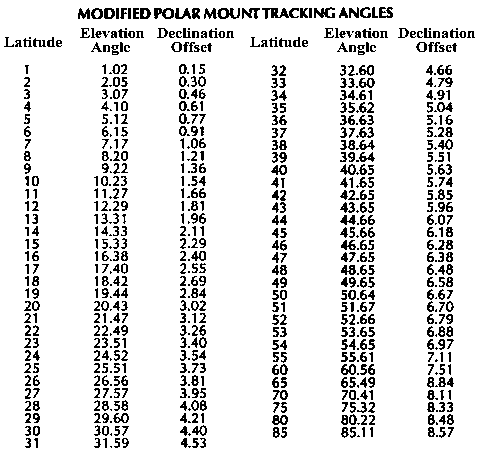 MODIFIED POLAR MOUNT TRACKING ANGLES
Latitude Elevation Declination Latitude Elevation Declination
Angle Offset Angle Offset
1 1.02 0.15 32 32.60 4.66
2 2.05 0.30 33 33.60 4.79
3 3.07 0.46 34 34.61 4.91
4 4.10 0.61 35 35.62 5.04
5 5.12 0.77 36 36.63 5.16
6 6.15 0.91 37 37.63 5.28
7 7.17 1.06 38 38.64 5.40
8 8.20 1.21 39 39.64 5.51
9 9.22 1.36 40 40.65 5.63
10 10.23 1.54 41 41.65 5.74
11 11.27 1.66 42 42.65 5.85
12 12.29 1.81 43 43.65 5.96
13 13.31 1.96 44 44.66 6.07
14 14.33 2.11 45 45.66 6.18
15 15.33 2.29 46 46.65 6.28
16 16.38 2.40 47 47.65 6.38
17 17.40 2.55 48 48.65 6.48
18 18.42 2.69 49 49.65 6.58
19 19.44 2.84 50 50.64 6.67
20 20.43 3.02 51 51.67 6.70
21 21.47 3.12 52 52.66 6.79
22 22.49 3.26 53 53.65 6.88
23 23.51 3.40 54 54.65 6.97
24 24.52 3.54 55 55.61 7.11
25 25.51 3.73 60 60.56 7.51
26 26.56 3.81 65 65.49 8.84
27 27.57 3.95 70 70.41 8.11
28 28.58 4.08 75 75.32 8.33
29 29.60 4.21 80 80.22 8.48
30 30.57 4.40 85 85.11 8.57
31 31.59 4.53